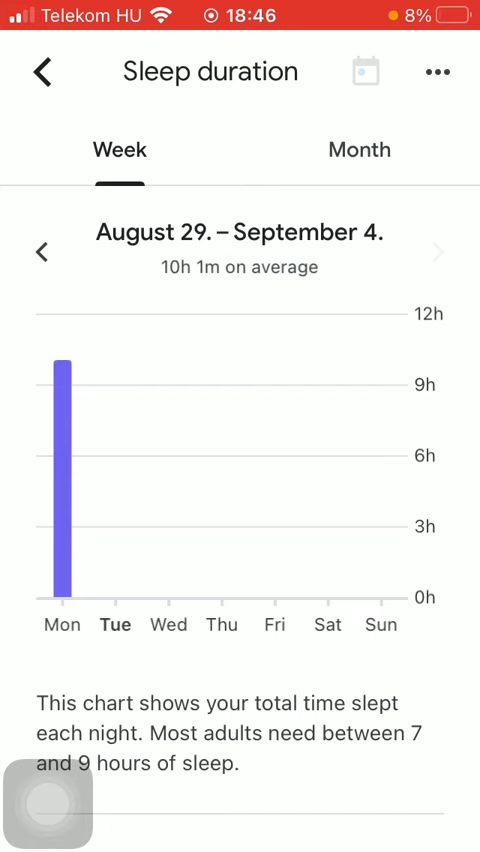 Telekom HU 18:46 8%
Sleep duration
Week Month
August 29. – September 4.
10h 1m on average
12h
9h
6h
3h
0h
Mon Tue Wed Thu Fri Sat Sun
This chart shows your total time slept
each night. Most adults need between 7
and 9 hours of sleep.